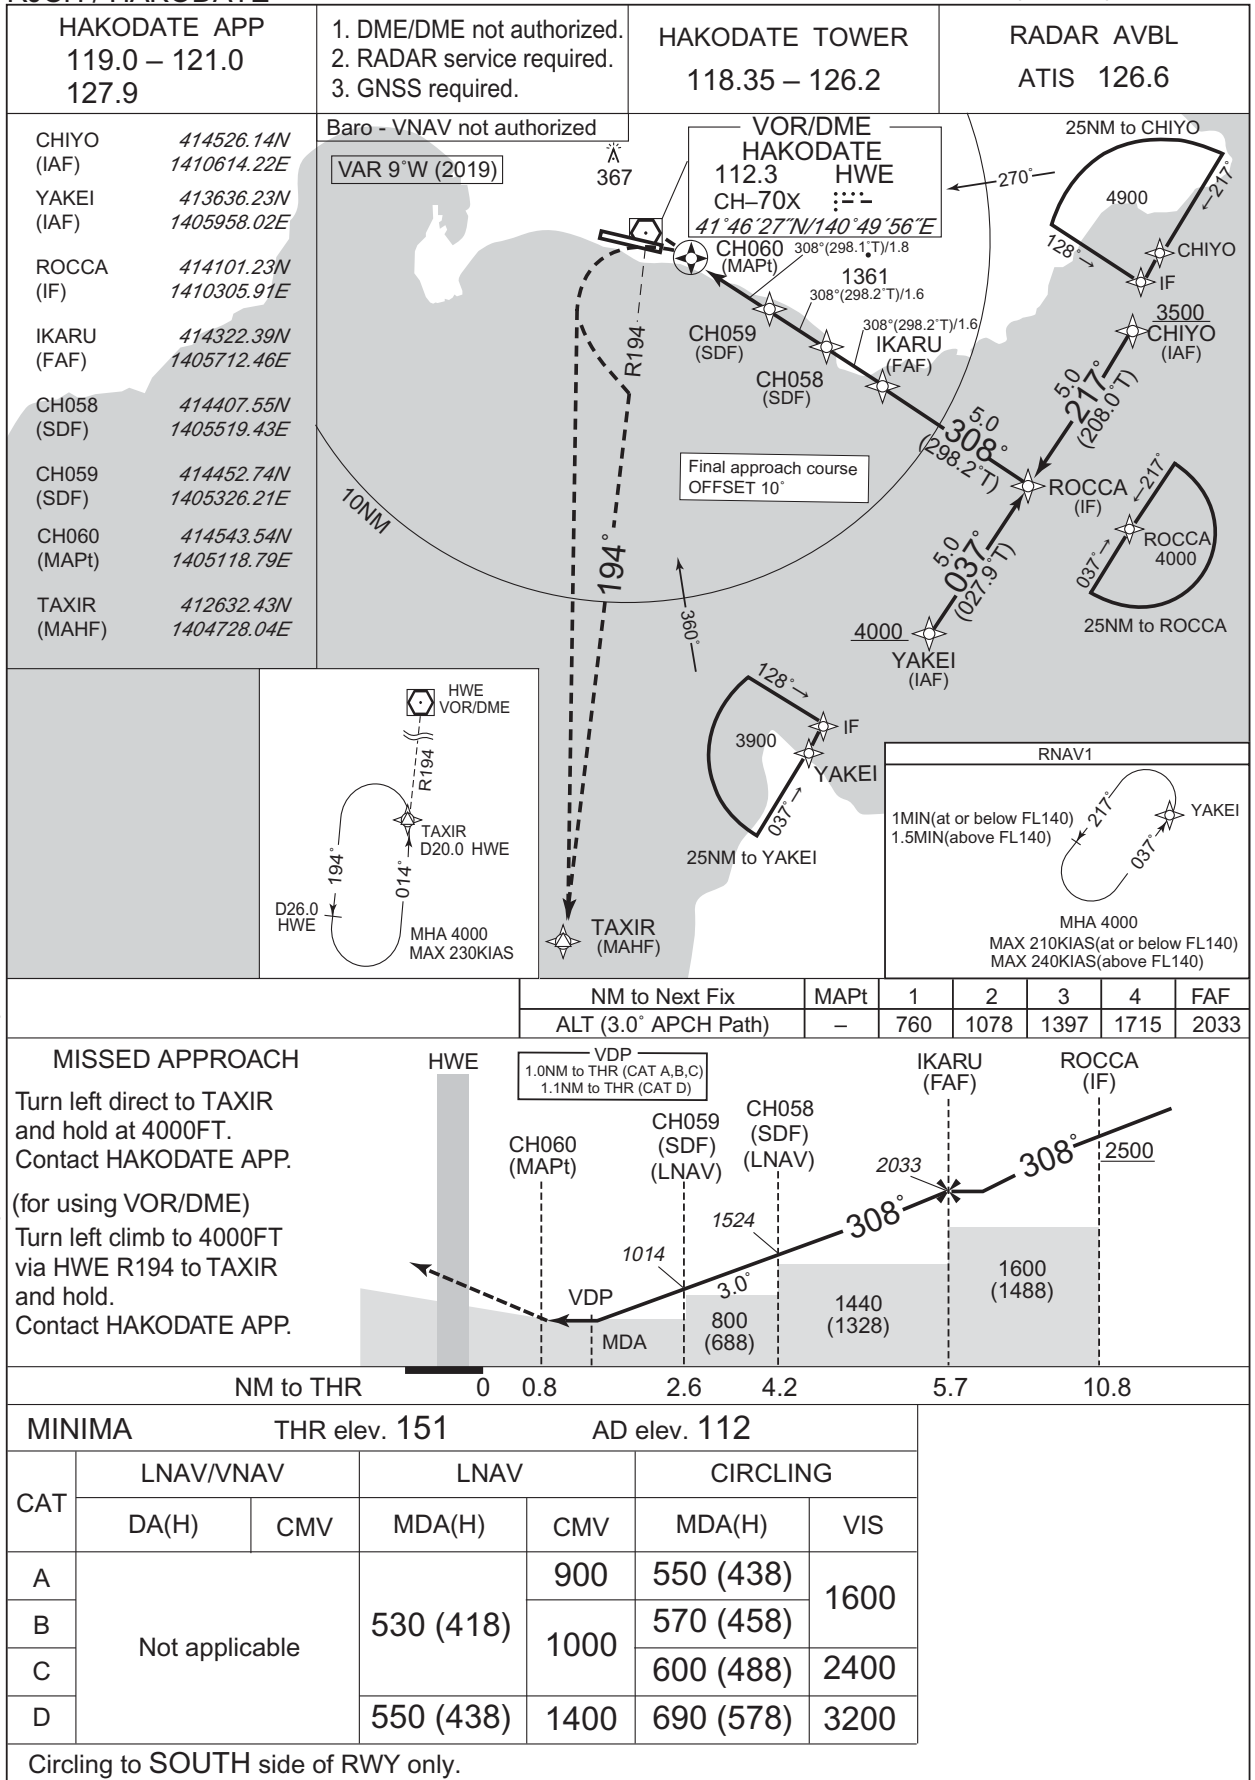 HAKODATE APP
119.0 – 121.0
127.9
1. DME/DME not authorized.
2. RADAR service required.
3. GNSS required.
HAKODATE TOWER
118.35 – 126.2
RADAR AVBL
ATIS 126.6
CHIYO 414526.14N
(IAF) 1410614.22E
YAKEI 413636.23N
(IAF) 1405958.02E
ROCCA 414101.23N
(IF) 1410305.91E
IKARU 414322.39N
(FAF) 1405712.46E
CH058 414407.55N
(SDF) 1405519.43E
CH059 414452.74N
(SDF) 1405326.21E
CH060 414543.54N
(MAPt) 1405118.79E
TAXIR 412632.43N
(MAHF) 1404728.04E
Baro - VNAV not authorized
VAR 9°W (2019)
367
VOR/DME
HAKODATE
112.3 HWE
CH–70X
41°46´27˝N/140°49´56˝E
270°
25NM to CHIYO
4900
←217°
128°→
CHIYO
IF
CH060
(MAPt)
308°(298.1°T)/1.8
1361
308°(298.2°T)/1.6
308°(298.2°T)/1.6
CH059
(SDF)
CH058
(SDF)
IKARU
(FAF)
3500
CHIYO
(IAF)
5.0
217°
(208.0°T)
5.0
308°
(298.2°T)
ROCCA
(IF)
R194
Final approach course
OFFSET 10°
10NM
194°
360°
5.0
037°
(027.9°T)
4000
YAKEI
(IAF)
←217°
037°→
ROCCA
4000
25NM to ROCCA
128°→
3900
IF
YAKEI
037°→
25NM to YAKEI
HWE
VOR/DME
R194
TAXIR
D20.0 HWE
194°
014°
D26.0
HWE
MHA 4000
MAX 230KIAS
TAXIR
(MAHF)
RNAV1
1MIN(at or below FL140)
1.5MIN(above FL140)
217°
037°
YAKEI
MHA 4000
MAX 210KIAS(at or below FL140)
MAX 240KIAS(above FL140)
NM to Next Fix MAPt 1 2 3 4 FAF
ALT (3.0° APCH Path) – 760 1078 1397 1715 2033
MISSED APPROACH
Turn left direct to TAXIR
and hold at 4000FT.
Contact HAKODATE APP.
(for using VOR/DME)
Turn left climb to 4000FT
via HWE R194 to TAXIR
and hold.
Contact HAKODATE APP.
HWE
VDP
1.0NM to THR (CAT A,B,C)
1.1NM to THR (CAT D)
CH060
(MAPt)
CH059
(SDF)
(LNAV)
CH058
(SDF)
(LNAV)
IKARU
(FAF)
ROCCA
(IF)
2033
308°
2500
308°
1524
1014
3.0°
VDP
MDA
800
(688)
1440
(1328)
1600
(1488)
NM to THR 0 0.8 2.6 4.2 5.7 10.8
MINIMA THR elev. 151 AD elev. 112
CAT LNAV/VNAV LNAV CIRCLING
DA(H) CMV MDA(H) CMV MDA(H) VIS
A Not applicable 530 (418) 900 550 (438) 1600
B 1000 570 (458)
C 600 (488) 2400
D 550 (438) 1400 690 (578) 3200
Circling to SOUTH side of RWY only.